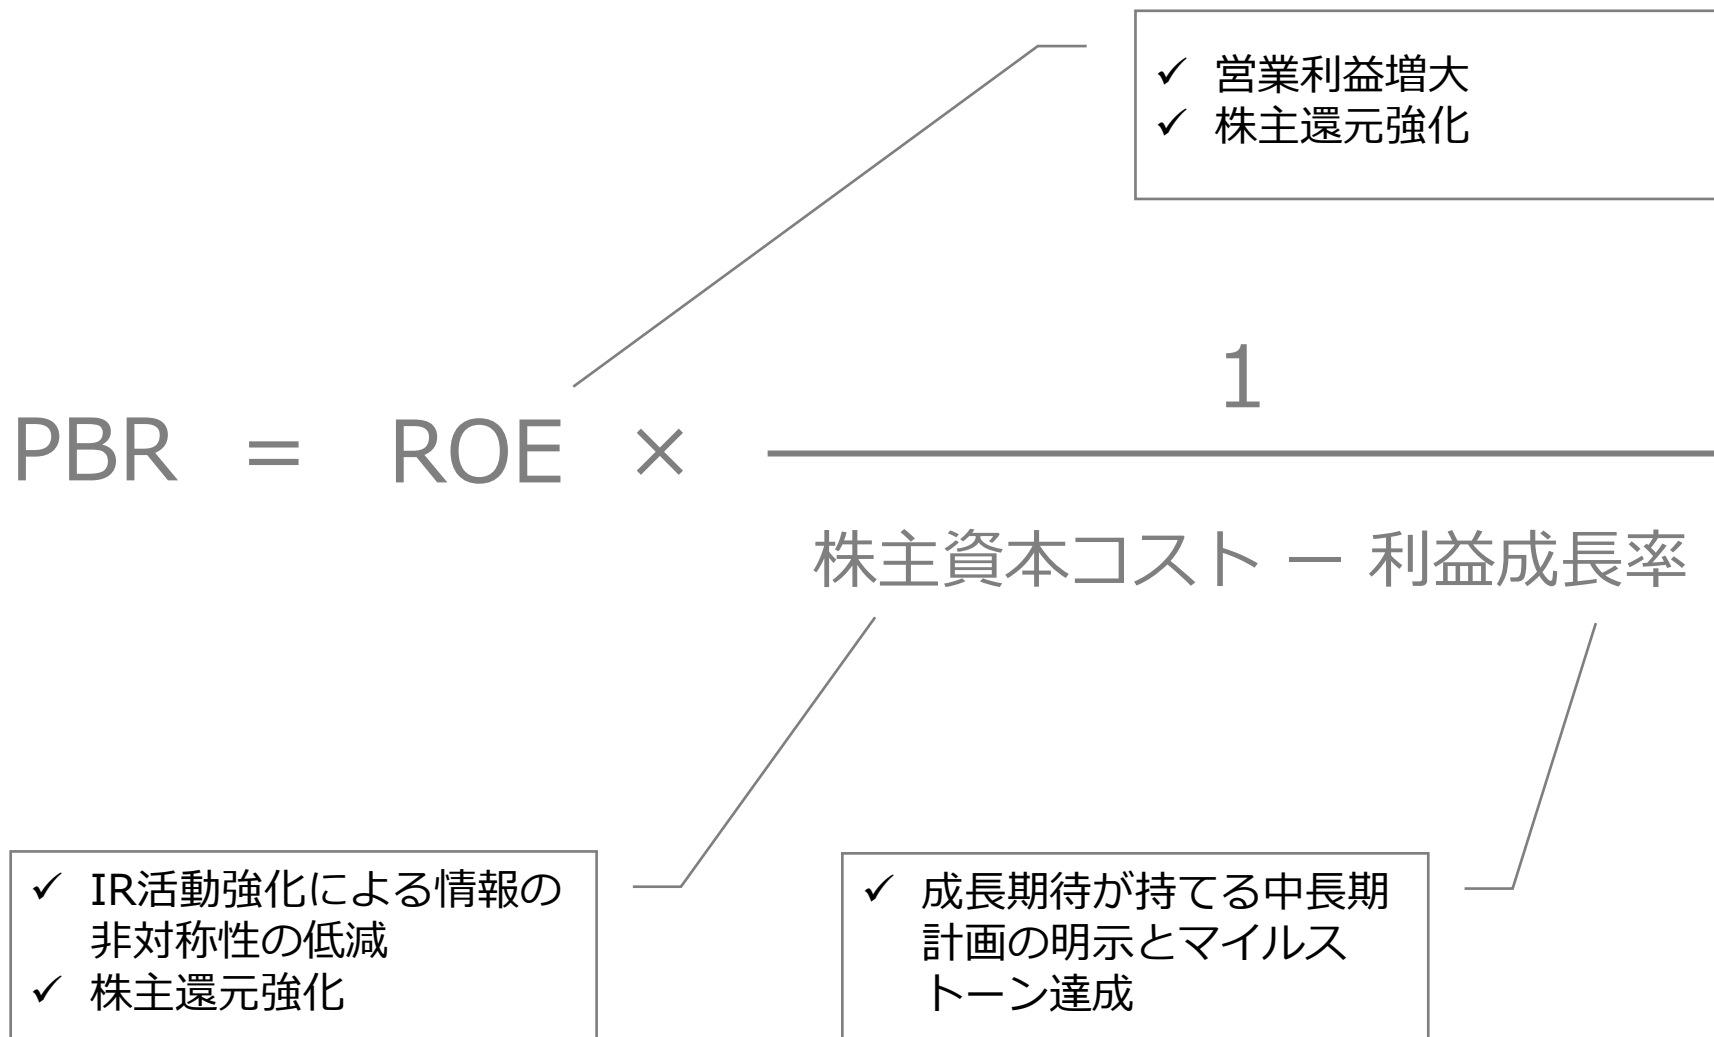 ✓ 営業利益増大
✓ 株主還元強化
1
PBR = ROE ×
株主資本コスト ー 利益成長率
✓ IR活動強化による情報の
非対称性の低減
✓ 株主還元強化
✓ 成長期待が持てる中長期
計画の明示とマイルス
トーン達成